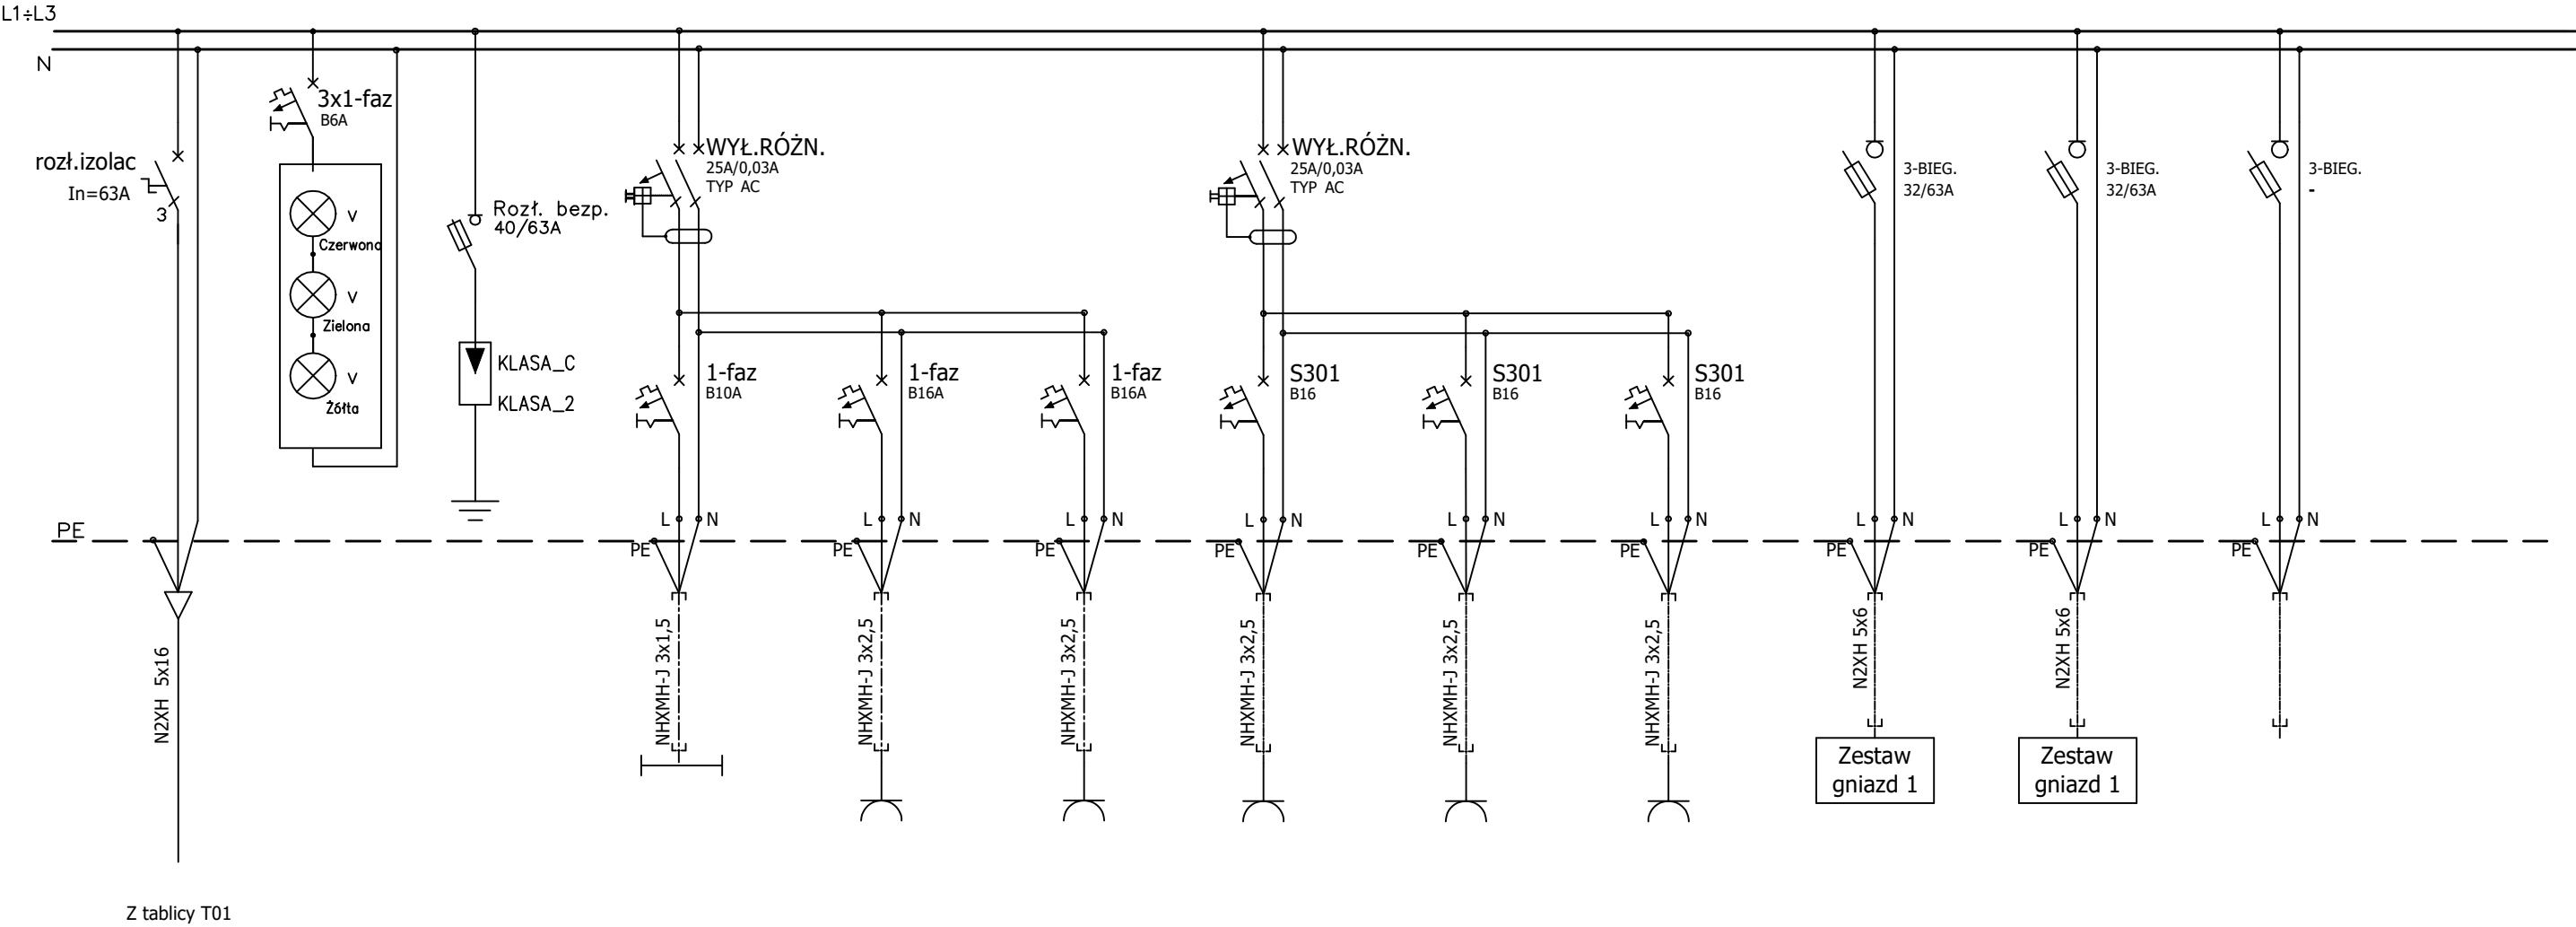 L1÷L3
N
rozł.izolac
In=63A
3
3x1-faz
B6A
V
Czerwona
V
Zielona
V
Żółta
Rozł. bezp.
40/63A
KLASA_C
KLASA_2
WYŁ.RÓŻN.
25A/0,03A
TYP AC
WYŁ.RÓŻN.
25A/0,03A
TYP AC
3-BIEG.
32/63A
3-BIEG.
32/63A
3-BIEG.
-
1-faz
B10A
1-faz
B16A
1-faz
B16A
S301
B16
S301
B16
S301
B16
L N
L N
L N
L N
L N
L N
L N
L N
L N
PE
PE
PE
PE
PE
PE
PE
PE
PE
PE
N2XH 5x16
NHXMH-J 3x1,5
NHXMH-J 3x2,5
NHXMH-J 3x2,5
NHXMH-J 3x2,5
NHXMH-J 3x2,5
NHXMH-J 3x2,5
N2XH 5x6
N2XH 5x6
Zestaw
gniazd 1
Zestaw
gniazd 1
Z tablicy T01